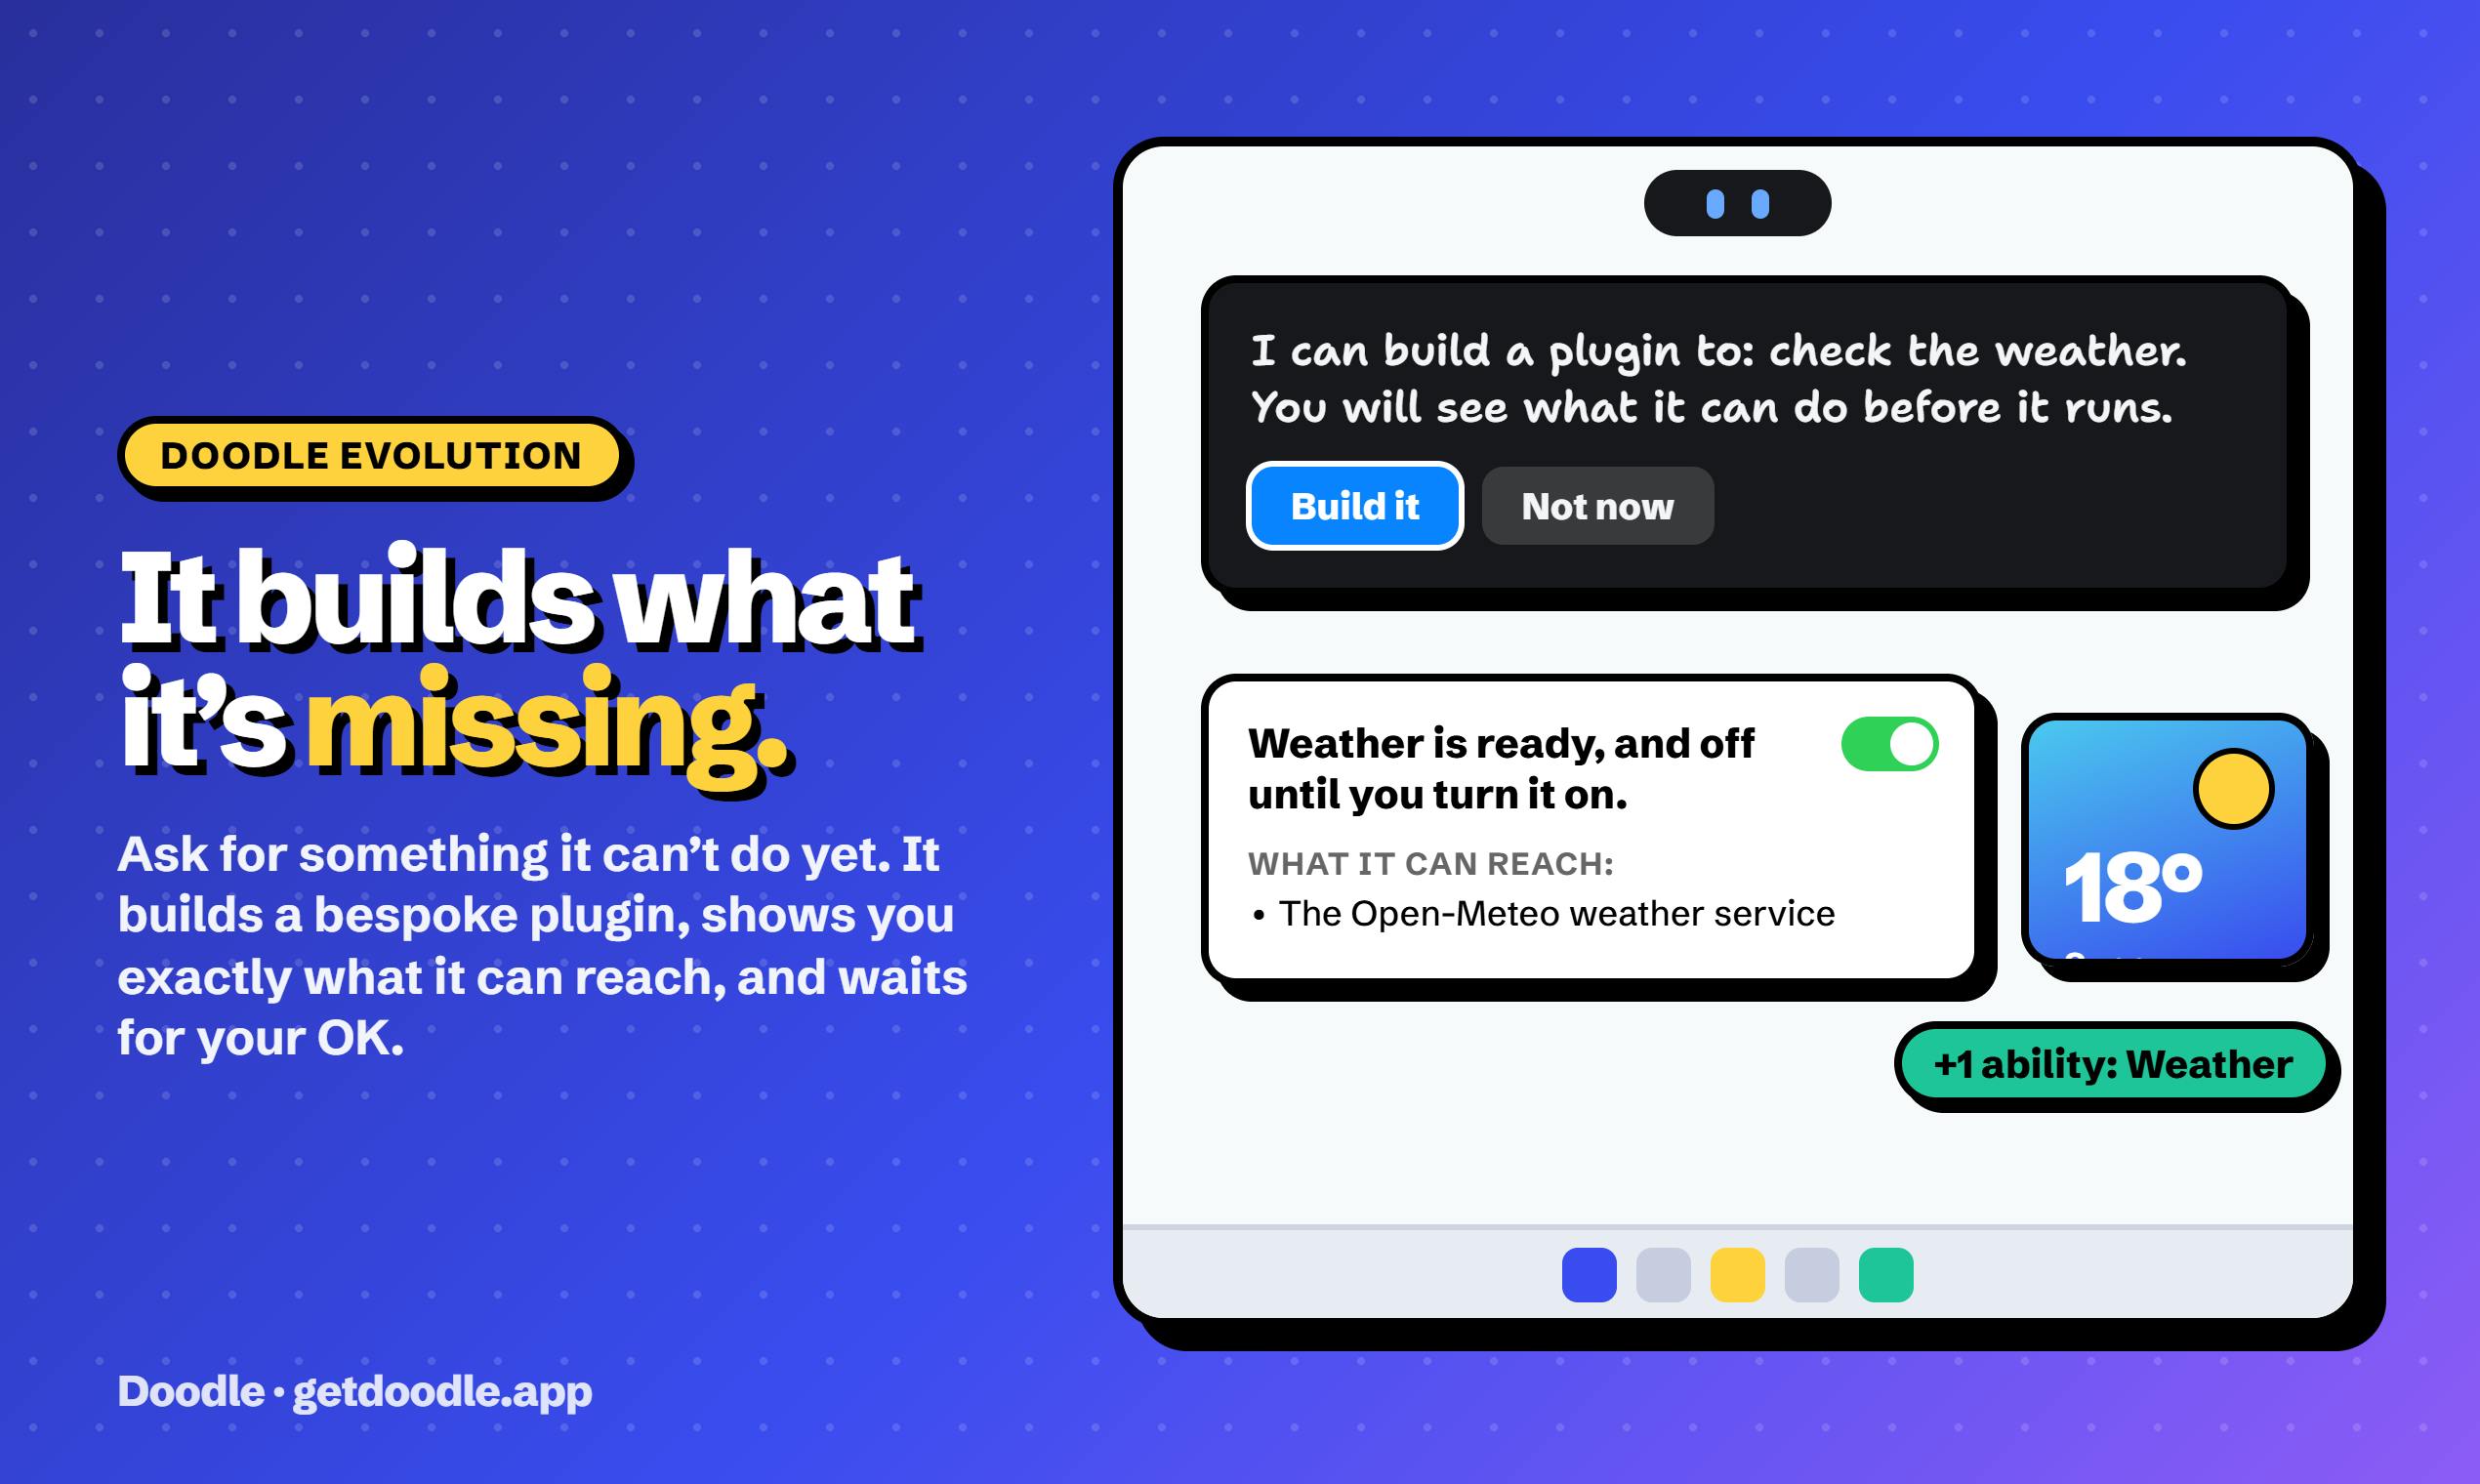 DOODLE EVOLUTION
It builds what
it’s missing.
Ask for something it can’t do yet. It
builds a bespoke plugin, shows you
exactly what it can reach, and waits
for your OK.
Doodle · getdoodle.app
I can build a plugin to: check the weather.
You will see what it can do before it runs.
Build it
Not now
Weather is ready, and off
until you turn it on.
WHAT IT CAN REACH:
• The Open-Meteo weather service
18°
+1 ability: Weather